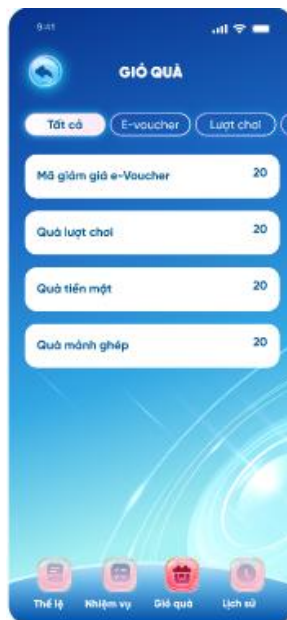 9:41
GIỎ QUÀ
Tất cả E-voucher Lượt chơi
Mã giảm giá e-Voucher 20
Quà lượt chơi 20
Quà tiền mặt 20
Quà mảnh ghép 20
Thể lệ Nhiệm vụ Giỏ quà Lịch sử